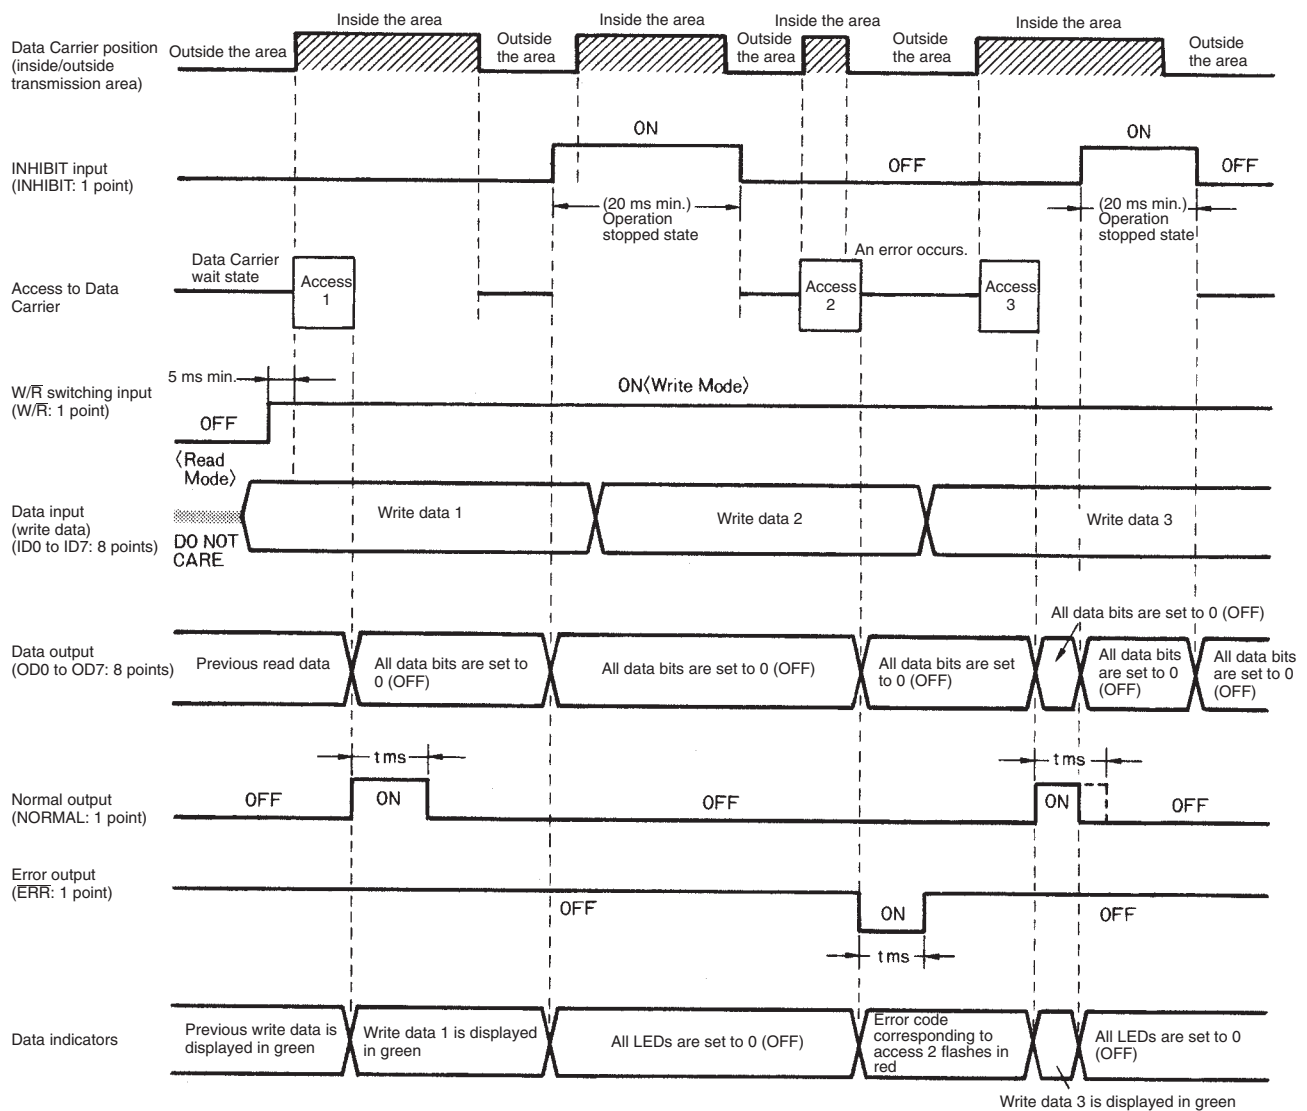 Inside the area
Inside the area
Inside the area
Inside the area
Data Carrier position
(inside/outside
transmission area)
Outside the area
Outside
the area
Outside
the area
Outside
the area
Outside
the area
INHIBIT input
(INHIBIT: 1 point)
ON
OFF
ON
OFF
(20 ms min.)
Operation
stopped state
(20 ms min.)
Operation
stopped state
Access to Data
Carrier
Data Carrier
wait state
Access
1
An error occurs.
Access
2
Access
3
W/R̅ switching input
(W/R̅: 1 point)
5 ms min.
OFF
ON〈Write Mode〉
〈Read
Mode〉
Data input
(write data)
(ID0 to ID7: 8 points)
DO NOT
CARE
Write data 1
Write data 2
Write data 3
All data bits are set to 0 (OFF)
Data output
(OD0 to OD7: 8 points)
Previous read data
All data bits are set to
0 (OFF)
All data bits are set to 0 (OFF)
All data bits are set
to 0 (OFF)
All data bits
are set to 0
(OFF)
All data bits
are set to 0
(OFF)
t ms
t ms
Normal output
(NORMAL: 1 point)
OFF
ON
OFF
ON
OFF
Error output
(E̅R̅R̅: 1 point)
OFF
ON
OFF
t ms
Data indicators
Previous write data is
displayed in green
Write data 1 is displayed
in green
All LEDs are set to 0 (OFF)
Error code
corresponding to
access 2 flashes in
red
All LEDs are set to 0
(OFF)
Write data 3 is displayed in green